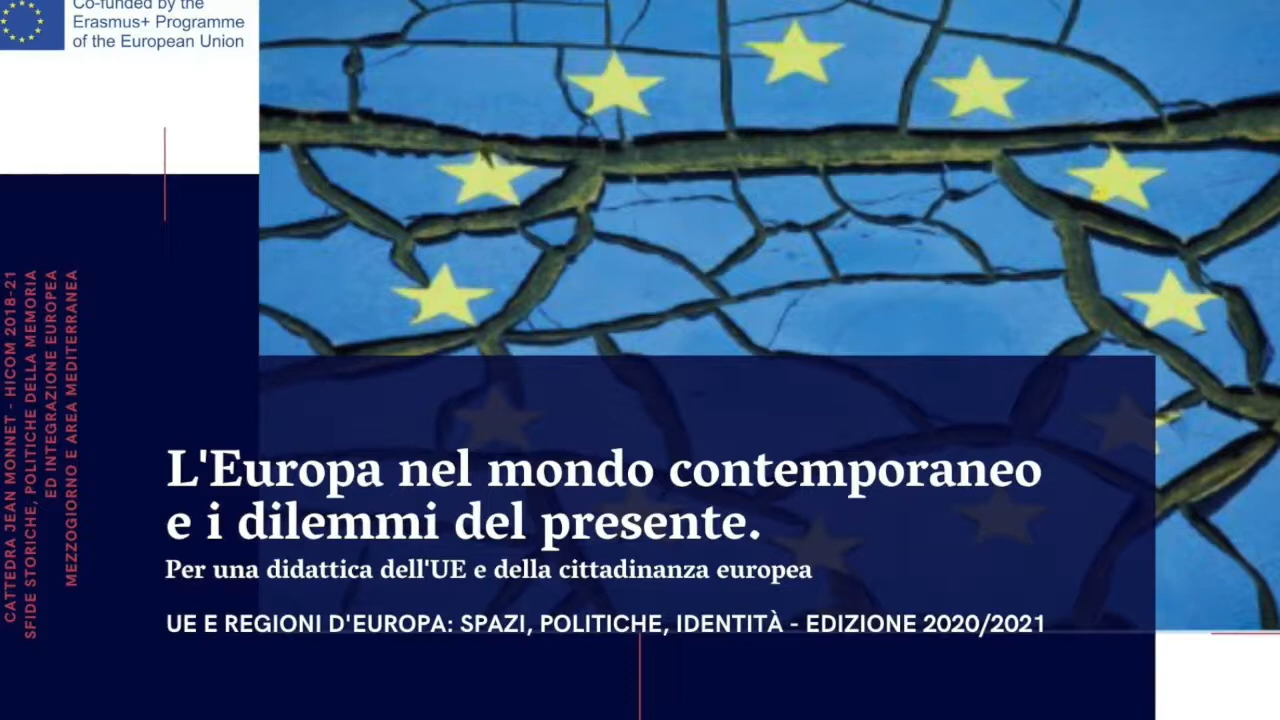 Co-funded by the
Erasmus+ Programme
of the European Union
CATTEDRA JEAN MONNET - HICOM 2018-21
SFIDE STORICHE, POLITICHE DELLA MEMORIA
ED INTEGRAZIONE EUROPEA
MEZZOGIORNO E AREA MEDITERRANEA
L'Europa nel mondo contemporaneo
e i dilemmi del presente.
Per una didattica dell'UE e della cittadinanza europea
UE E REGIONI D'EUROPA: SPAZI, POLITICHE, IDENTITÀ - EDIZIONE 2020/2021